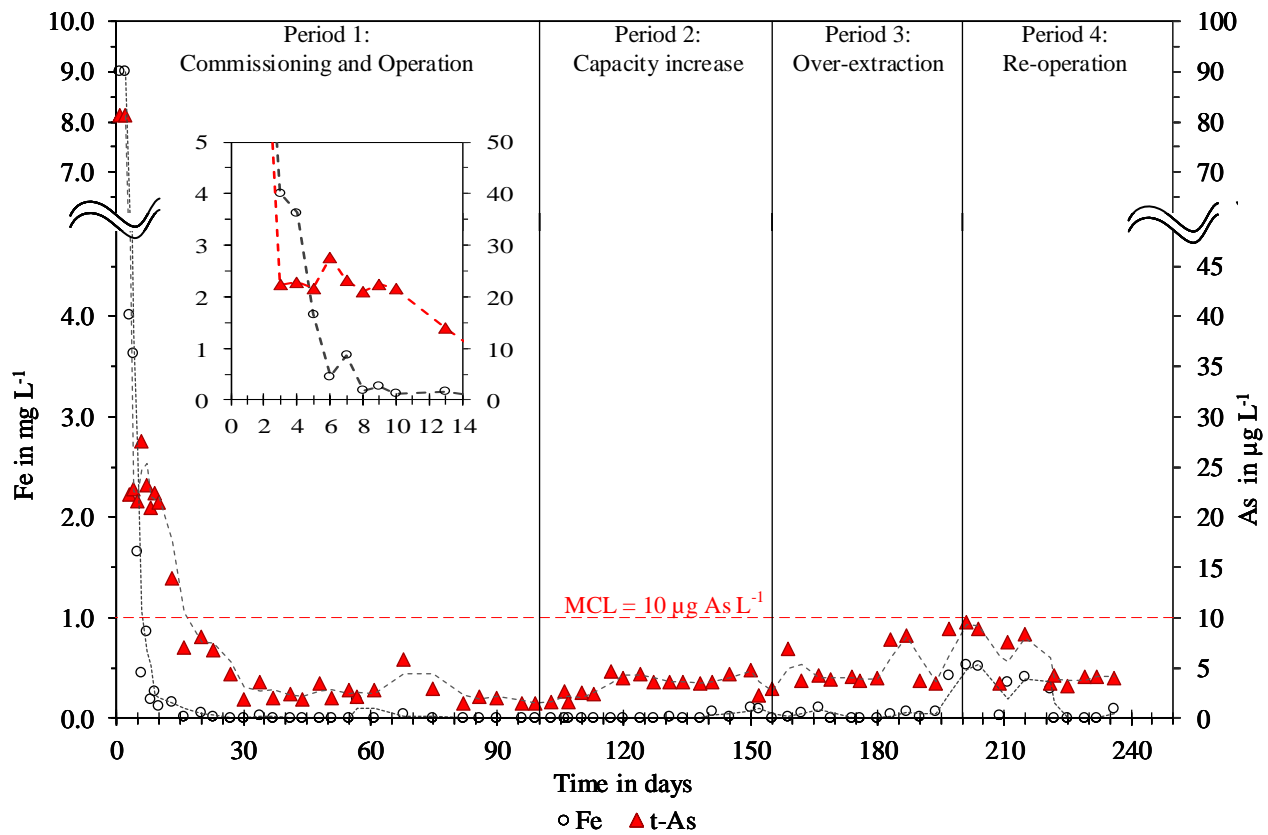 Period 1:
Commissioning and Operation
Period 2:
Capacity increase
Period 3:
Over-extraction
Period 4:
Re-operation
10.0
9.0
8.0
7.0
4.0
3.0
2.0
1.0
0.0
Fe in mg L-1
100
90
80
70
45
40
35
30
25
20
15
10
5
0
As in µg L-1
5
4
3
2
1
0
50
40
30
20
10
0
0 2 4 6 8 10 12 14
MCL = 10 µg As L-1
0 30 60 90 120 150 180 210 240
Time in days
Fe t-As